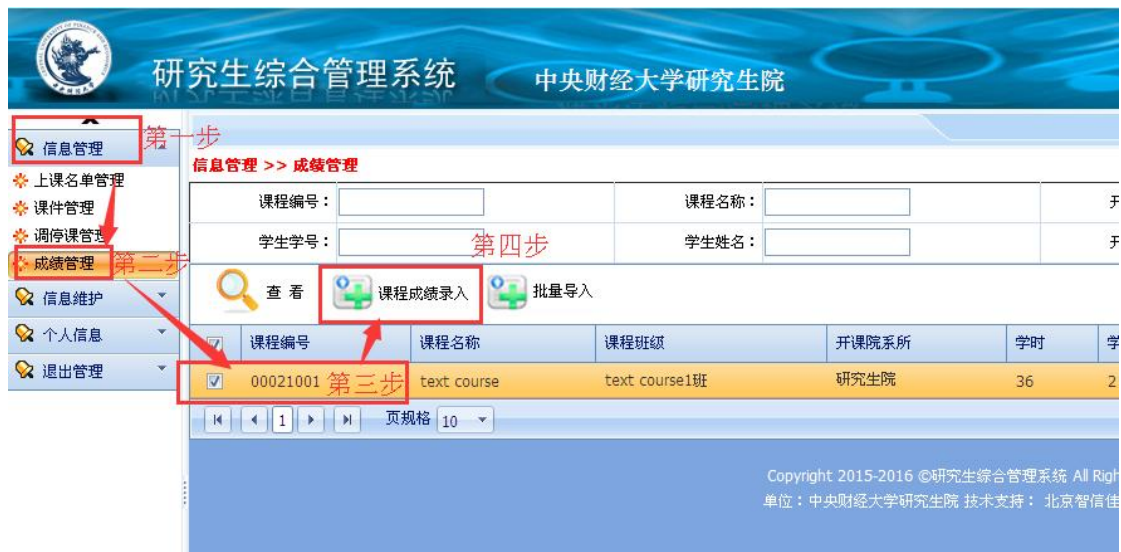 研究生综合管理系统 中央财经大学研究生院
第一步
信息管理
信息管理 >> 成绩管理
上课名单管理
课件管理
调停课管理
成绩管理
第二步
信息维护
个人信息
退出管理
课程编号： 课程名称： 开
学生学号： 学生姓名： 开
第四步
查看 课程成绩录入 批量导入
课程编号 课程名称 课程班级 开课院系所 学时 学
00021001 text course text course1班 研究生院 36 2
第三步
1 页规格 10
Copyright 2015-2016 ©研究生综合管理系统 All Righ
单位：中央财经大学研究生院 技术支持： 北京智信佳